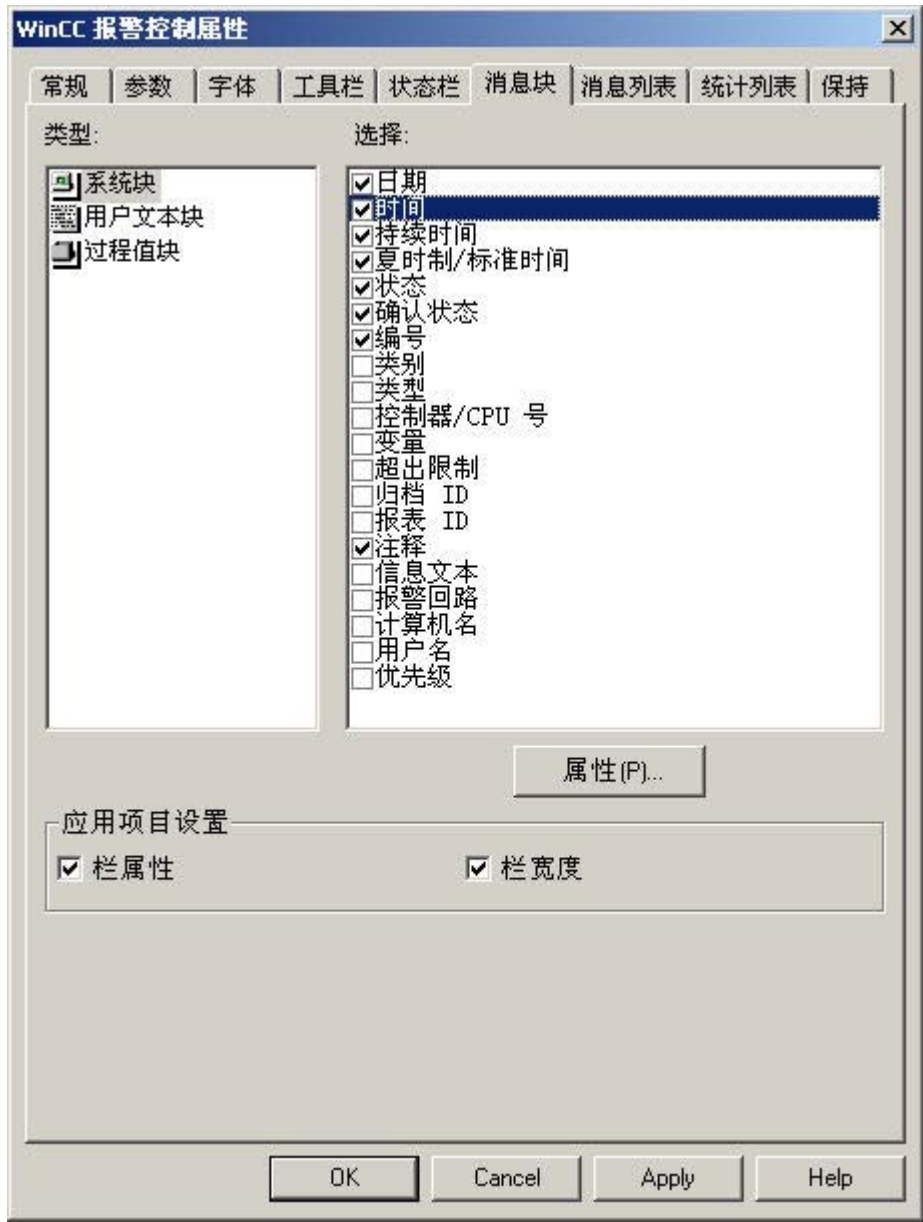 WinCC 报警控制属性
常规 参数 字体 工具栏 状态栏 消息块 消息列表 统计列表 保持
类型:
选择:
系统块
用户文本块
过程值块
日期
时间
持续时间
夏时制/标准时间
状态
确认状态
编号
类别
类型
控制器/CPU 号
变量
超出限制
归档 ID
报表 ID
注释
信息文本
报警回路
计算机名
用户名
优先级
属性(P)...
应用项目设置
栏属性
栏宽度
OK Cancel Apply Help